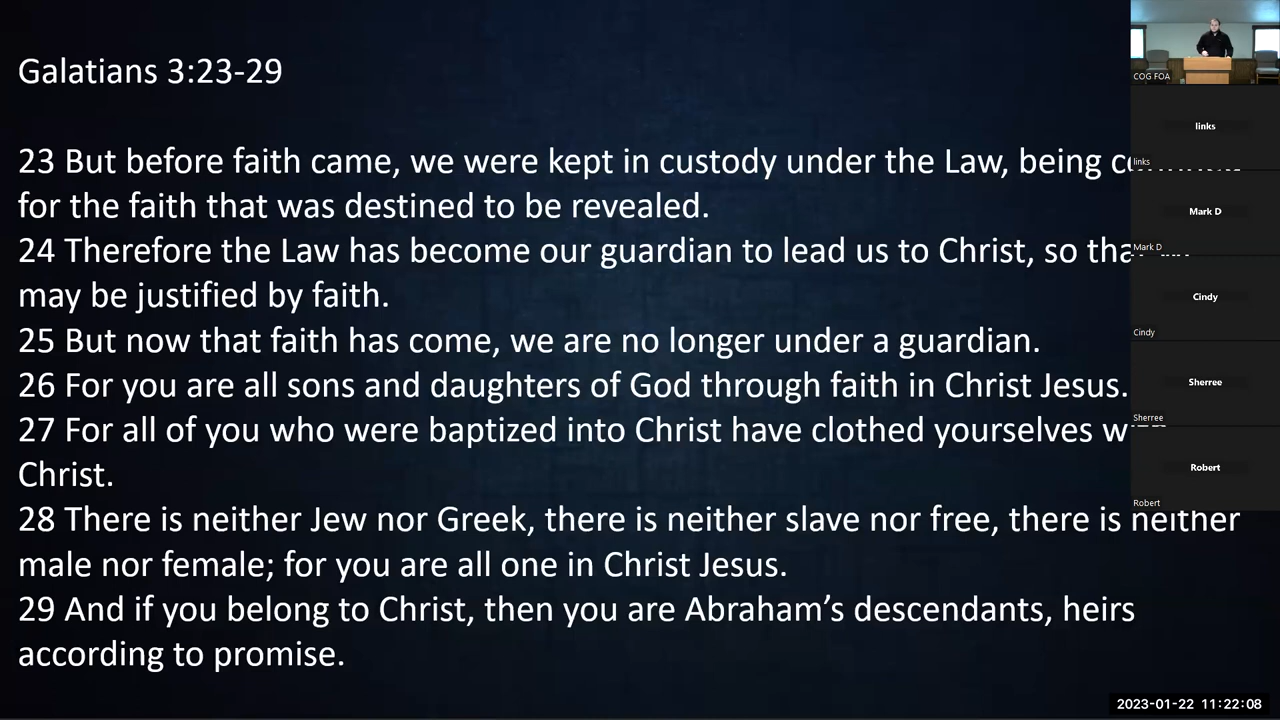 Galatians 3:23-29
23 But before faith came, we were kept in custody under the Law, being
for the faith that was destined to be revealed.
24 Therefore the Law has become our guardian to lead us to Christ, so
may be justified by faith.
25 But now that faith has come, we are no longer under a guardian.
26 For you are all sons and daughters of God through faith in Christ Jesus.
27 For all of you who were baptized into Christ have clothed yourselves
Christ.
28 There is neither Jew nor Greek, there is neither slave nor free, there is neither
male nor female; for you are all one in Christ Jesus.
29 And if you belong to Christ, then you are Abraham’s descendants, heirs
according to promise.
COG FOA
links
links
Mark D
Mark D
Cindy
Cindy
Sherree
Sherree
Robert
Robert
2023-01-22 11:22:08